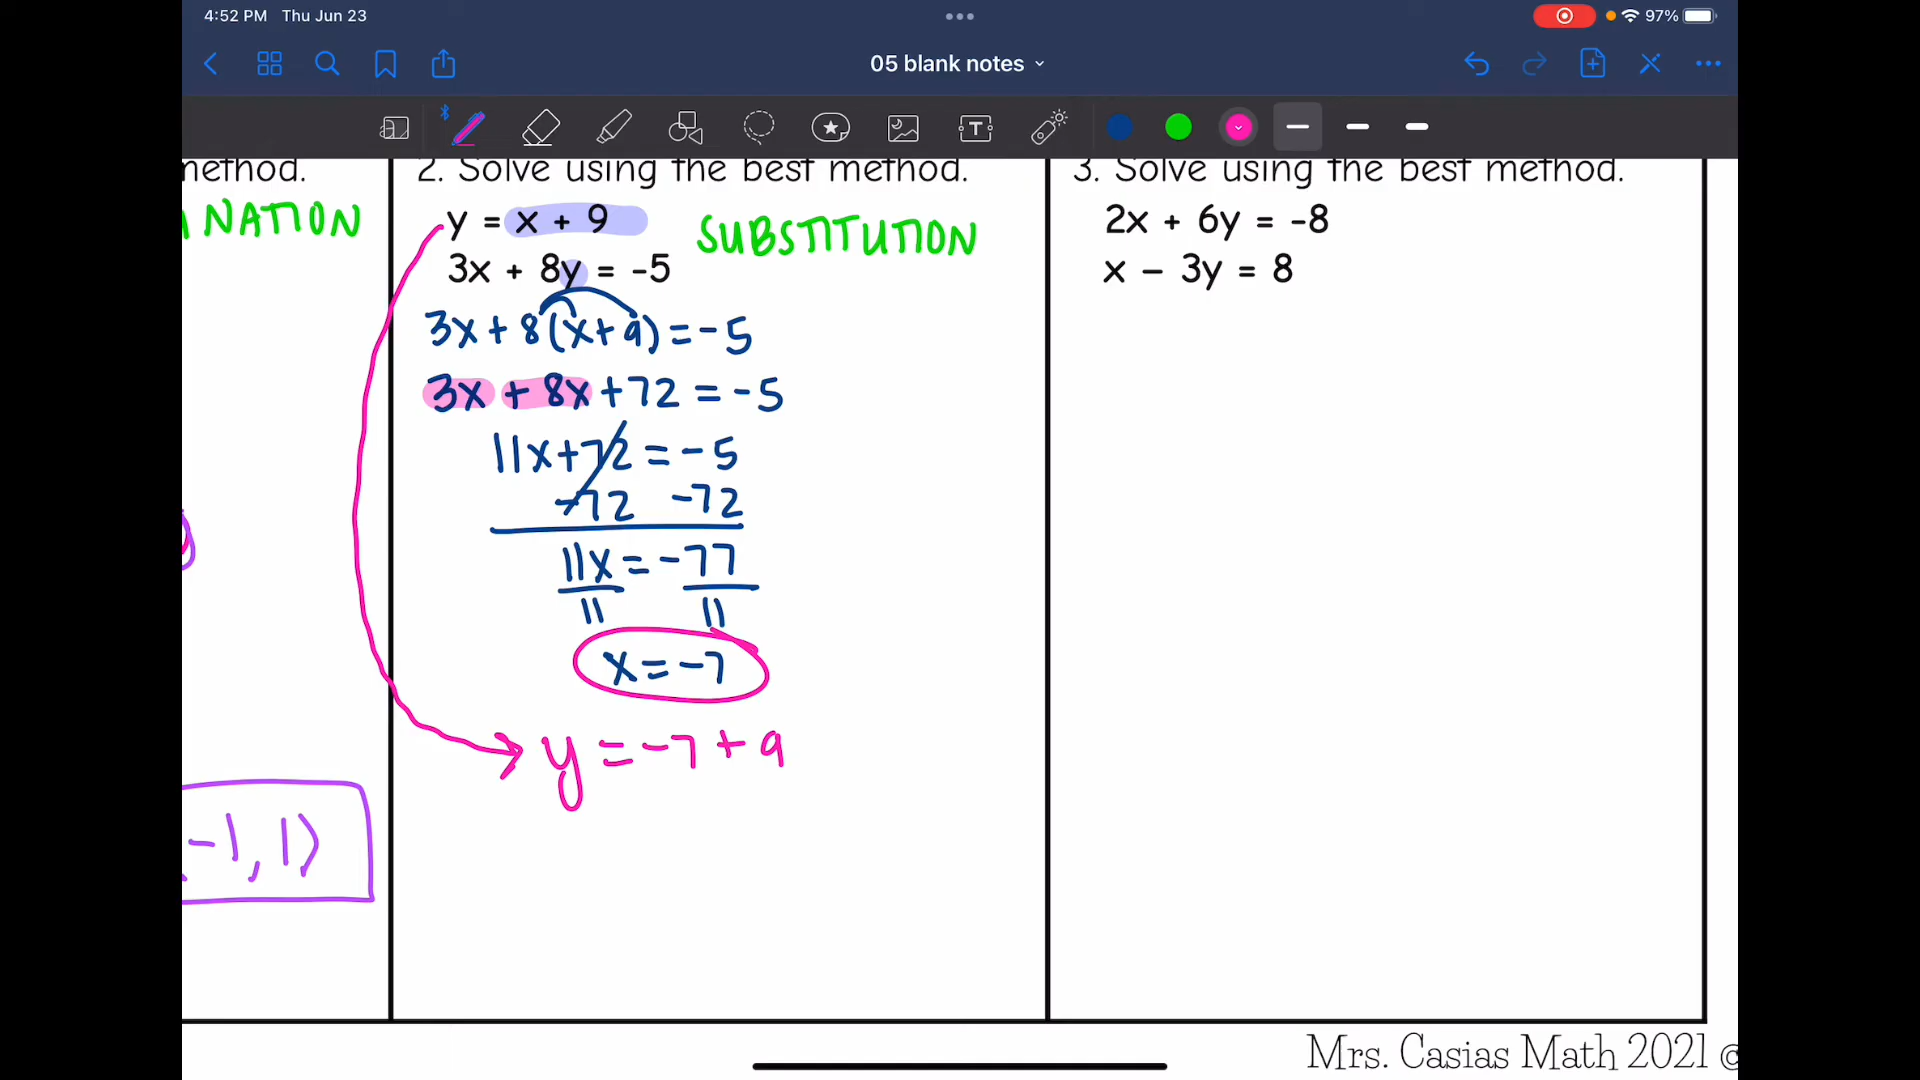 4:52 PM Thu Jun 23
97%
05 blank notes
T
method.
NATION
-1, 1)
2. Solve using the best method.
y = x + 9
SUBSTITUTION
3x + 8y = -5
3x + 8(x + 9) = -5
3x + 8x + 72 = -5
11x + 72 = -5
-72 -72
11x = -77
11 11
x = -7
y = -7 + 9
3. Solve using the best method.
2x + 6y = -8
x – 3y = 8
Mrs. Casias Math 2021 ©